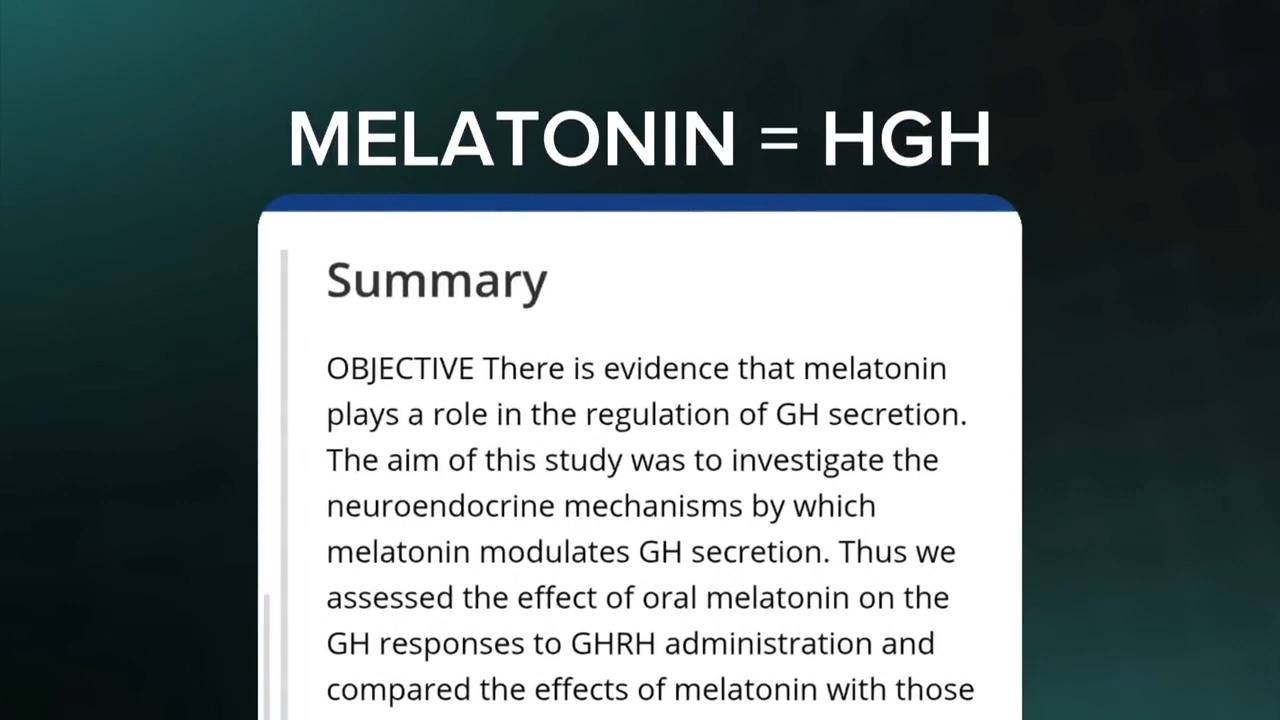 MELATONIN = HGH
Summary
OBJECTIVE There is evidence that melatonin
plays a role in the regulation of GH secretion.
The aim of this study was to investigate the
neuroendocrine mechanisms by which
melatonin modulates GH secretion. Thus we
assessed the effect of oral melatonin on the
GH responses to GHRH administration and
compared the effects of melatonin with those